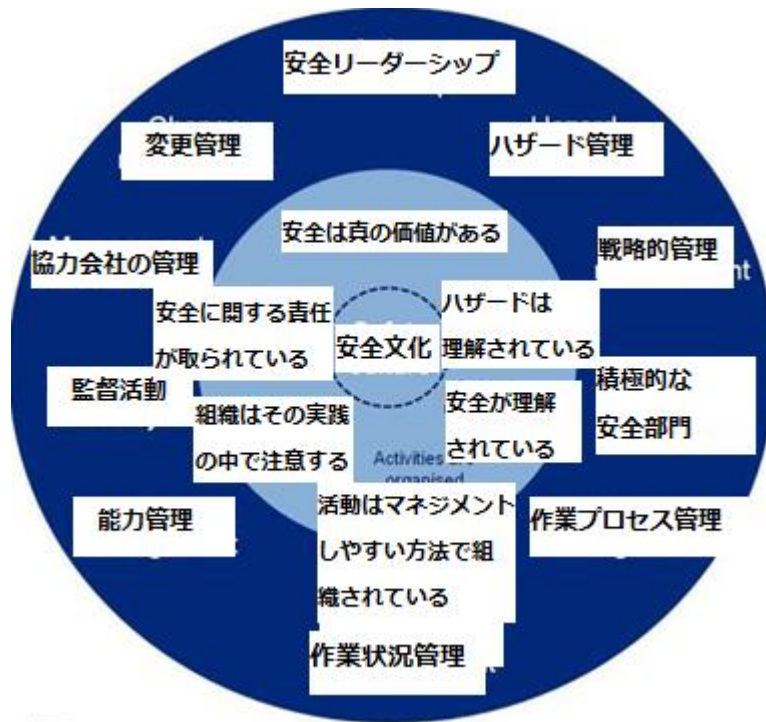 安全リーダーシップ
変更管理
ハザード管理
安全は真の価値がある
戦略的管理
協力会社の管理
安全に関する責任
が取られている
安全文化
ハザードは
理解されている
監督活動
積極的な
安全部門
組織はその実践
の中で注意する
安全が理解
されている
Activities are
organised
能力管理
活動はマネジメント
しやすい方法で組
織されている
作業プロセス管理
作業状況管理